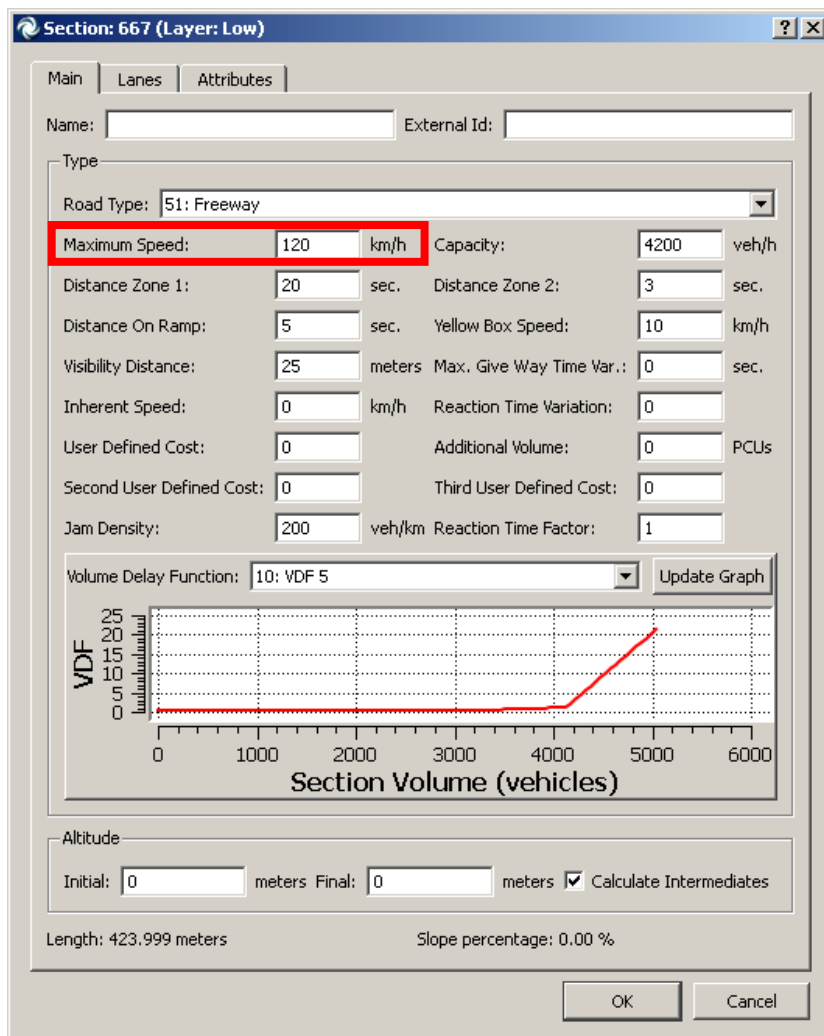 Section: 667 (Layer: Low)
Main Lanes Attributes
Name: External Id:
Type
Road Type: 51: Freeway
Maximum Speed: 120 km/h Capacity: 4200 veh/h
Distance Zone 1: 20 sec. Distance Zone 2: 3 sec.
Distance On Ramp: 5 sec. Yellow Box Speed: 10 km/h
Visibility Distance: 25 meters Max. Give Way Time Var.: 0 sec.
Inherent Speed: 0 km/h Reaction Time Variation: 0
User Defined Cost: 0 Additional Volume: 0 PCUs
Second User Defined Cost: 0 Third User Defined Cost: 0
Jam Density: 200 veh/km Reaction Time Factor: 1
Volume Delay Function: 10: VDF 5 Update Graph
25
20
15
10
5
0
VDF
0 1000 2000 3000 4000 5000 6000
Section Volume (vehicles)
Altitude
Initial: 0 meters Final: 0 meters Calculate Intermediates
Length: 423.999 meters Slope percentage: 0.00 %
OK Cancel